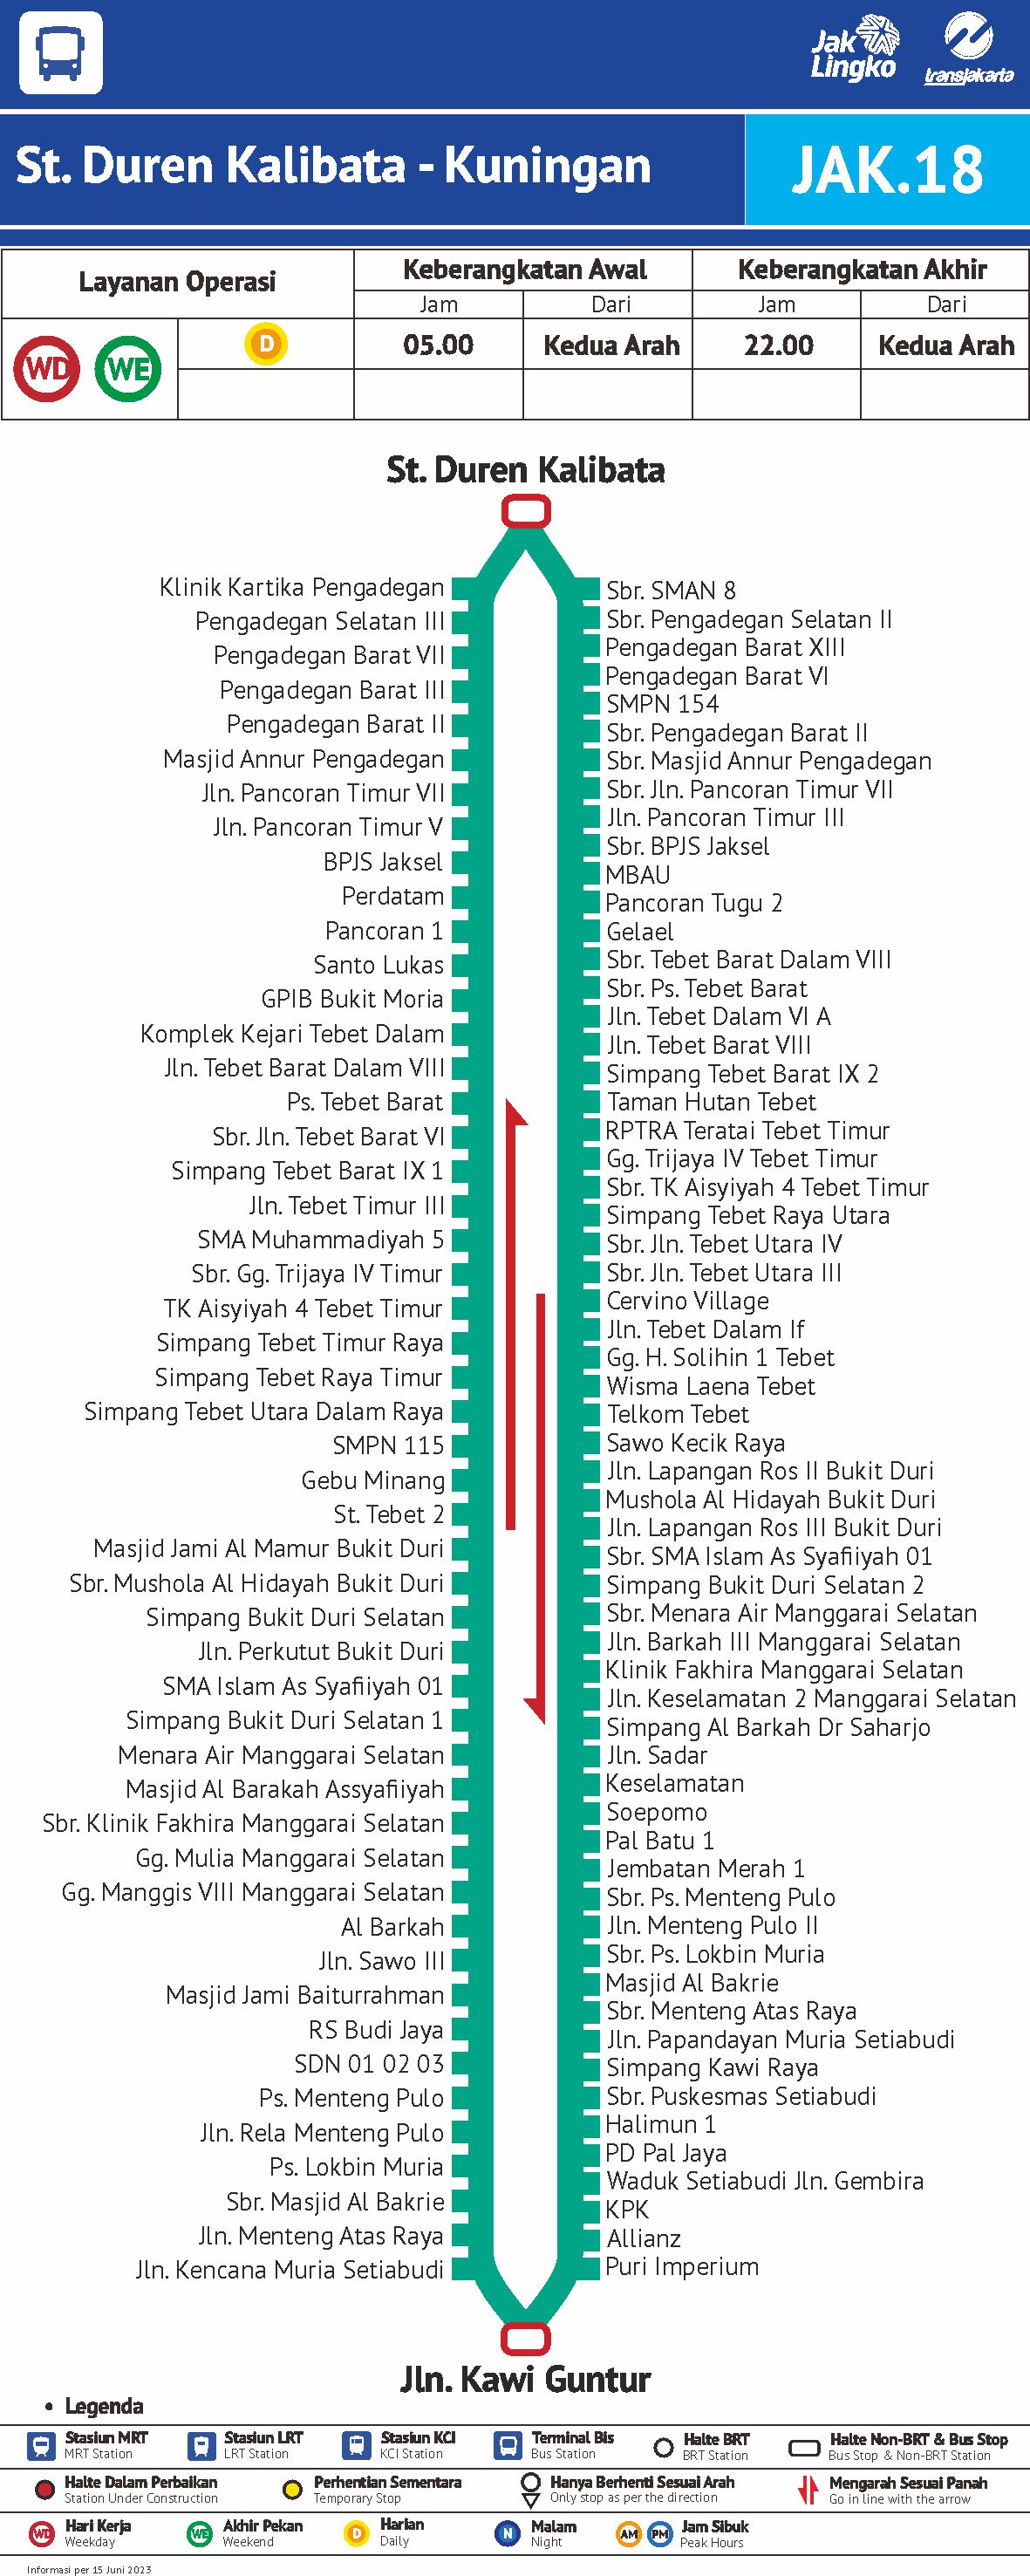 Jak
Lingko
transjakarta
St. Duren Kalibata - Kuningan
JAK.18
Layanan Operasi
Keberangkatan Awal
Keberangkatan Akhir
Jam
Dari
Jam
Dari
WD
WE
D
05.00
Kedua Arah
22.00
Kedua Arah
St. Duren Kalibata
Klinik Kartika Pengadegan
Pengadegan Selatan III
Pengadegan Barat VII
Pengadegan Barat III
Pengadegan Barat II
Masjid Annur Pengadegan
Jln. Pancoran Timur VII
Jln. Pancoran Timur V
BPJS Jaksel
Perdatam
Pancoran 1
Santo Lukas
GPIB Bukit Moria
Komplek Kejari Tebet Dalam
Jln. Tebet Barat Dalam VIII
Ps. Tebet Barat
Sbr. Jln. Tebet Barat VI
Simpang Tebet Barat IX 1
Jln. Tebet Timur III
SMA Muhammadiyah 5
Sbr. Gg. Trijaya IV Timur
TK Aisyiyah 4 Tebet Timur
Simpang Tebet Timur Raya
Simpang Tebet Raya Timur
Simpang Tebet Utara Dalam Raya
SMPN 115
Gebu Minang
St. Tebet 2
Masjid Jami Al Mamur Bukit Duri
Sbr. Mushola Al Hidayah Bukit Duri
Simpang Bukit Duri Selatan
Jln. Perkutut Bukit Duri
SMA Islam As Syafiiyah 01
Simpang Bukit Duri Selatan 1
Menara Air Manggarai Selatan
Masjid Al Barakah Assyafiiyah
Sbr. Klinik Fakhira Manggarai Selatan
Gg. Mulia Manggarai Selatan
Gg. Manggis VIII Manggarai Selatan
Al Barkah
Jln. Sawo III
Masjid Jami Baiturrahman
RS Budi Jaya
SDN 01 02 03
Ps. Menteng Pulo
Jln. Rela Menteng Pulo
Ps. Lokbin Muria
Sbr. Masjid Al Bakrie
Jln. Menteng Atas Raya
Jln. Kencana Muria Setiabudi
Sbr. SMAN 8
Sbr. Pengadegan Selatan II
Pengadegan Barat XIII
Pengadegan Barat VI
SMPN 154
Sbr. Pengadegan Barat II
Sbr. Masjid Annur Pengadegan
Sbr. Jln. Pancoran Timur VII
Jln. Pancoran Timur III
Sbr. BPJS Jaksel
MBAU
Pancoran Tugu 2
Gelael
Sbr. Tebet Barat Dalam VIII
Sbr. Ps. Tebet Barat
Jln. Tebet Dalam VI A
Jln. Tebet Barat VIII
Simpang Tebet Barat IX 2
Taman Hutan Tebet
RPTRA Teratai Tebet Timur
Gg. Trijaya IV Tebet Timur
Sbr. TK Aisyiyah 4 Tebet Timur
Simpang Tebet Raya Utara
Sbr. Jln. Tebet Utara IV
Sbr. Jln. Tebet Utara III
Cervino Village
Jln. Tebet Dalam If
Gg. H. Solihin 1 Tebet
Wisma Laena Tebet
Telkom Tebet
Sawo Kecik Raya
Jln. Lapangan Ros II Bukit Duri
Mushola Al Hidayah Bukit Duri
Jln. Lapangan Ros III Bukit Duri
Sbr. SMA Islam As Syafiiyah 01
Simpang Bukit Duri Selatan 2
Sbr. Menara Air Manggarai Selatan
Jln. Barkah III Manggarai Selatan
Klinik Fakhira Manggarai Selatan
Jln. Keselamatan 2 Manggarai Selatan
Simpang Al Barkah Dr Saharjo
Jln. Sadar
Keselamatan
Soepomo
Pal Batu 1
Jembatan Merah 1
Sbr. Ps. Menteng Pulo
Jln. Menteng Pulo II
Sbr. Ps. Lokbin Muria
Masjid Al Bakrie
Sbr. Menteng Atas Raya
Jln. Papandayan Muria Setiabudi
Simpang Kawi Raya
Sbr. Puskesmas Setiabudi
Halimun 1
PD Pal Jaya
Waduk Setiabudi Jln. Gembira
KPK
Allianz
Puri Imperium
Jln. Kawi Guntur
• Legenda
Stasiun MRT
MRT Station
Stasiun LRT
LRT Station
Stasiun KCI
KCI Station
Terminal Bis
Bus Station
Halte BRT
BRT Station
Halte Non-BRT & Bus Stop
Bus Stop & Non-BRT Station
Halte Dalam Perbaikan
Station Under Construction
Perhentian Sementara
Temporary Stop
Hanya Berhenti Sesuai Arah
Only stop as per the direction
Mengarah Sesuai Panah
Go in line with the arrow
WD
Hari Kerja
Weekday
WE
Akhir Pekan
Weekend
D
Harian
Daily
N
Malam
Night
AM
PM
Jam Sibuk
Peak Hours
Informasi per 15 Juni 2023